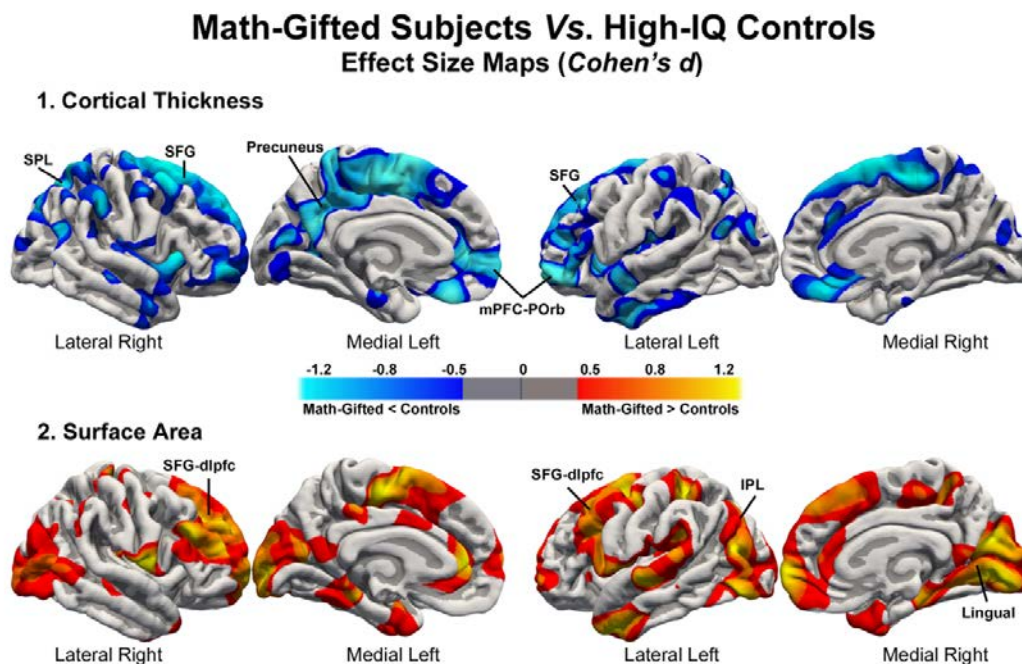 Math-Gifted Subjects Vs. High-IQ Controls
Effect Size Maps (Cohen's d)
1. Cortical Thickness
SPL
SFG
Precuneus
SFG
mPFC-POrb
Lateral Right
Medial Left
Lateral Left
Medial Right
-1.2 -0.8 -0.5 0 0.5 0.8 1.2
Math-Gifted < Controls
Math-Gifted > Controls
2. Surface Area
SFG-dlpfc
SFG-dlpfc
IPL
Lingual
Lateral Right
Medial Left
Lateral Left
Medial Right